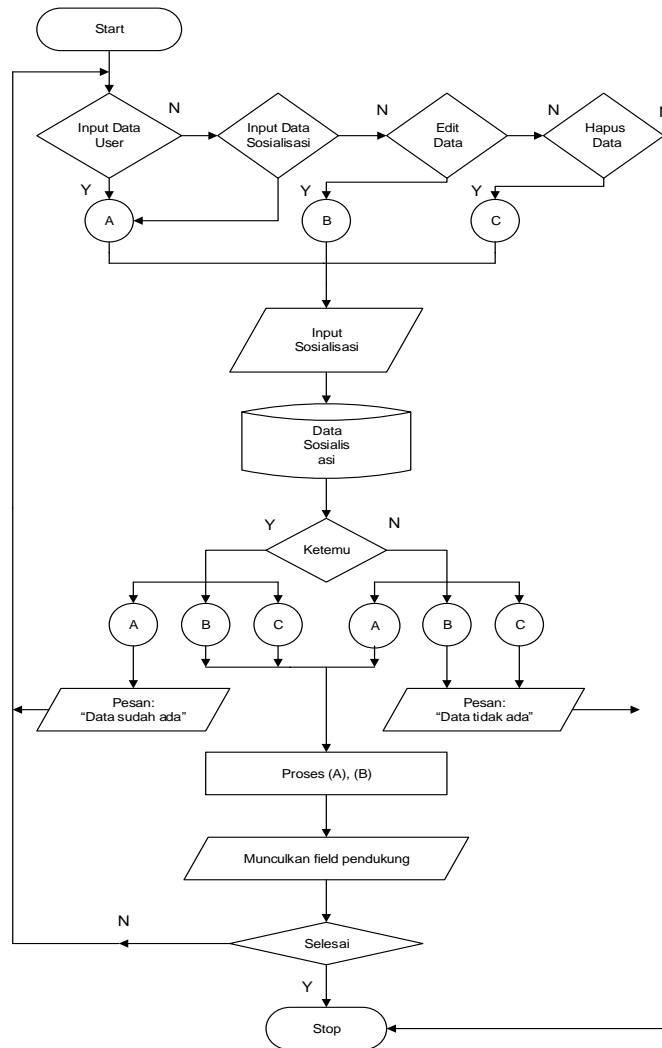 Start
Input Data
User
N
Input Data
Sosialisasi
N
Edit
Data
N
Hapus
Data
N
Y
A
Y
B
Y
C
Input
Sosialisasi
Data
Sosialis
asi
Y
N
Ketemu
A
B
C
A
B
C
Pesan:
“Data sudah ada”
Pesan:
“Data tidak ada”
Proses (A), (B)
Munculkan field pendukung
N
Selesai
Y
Stop